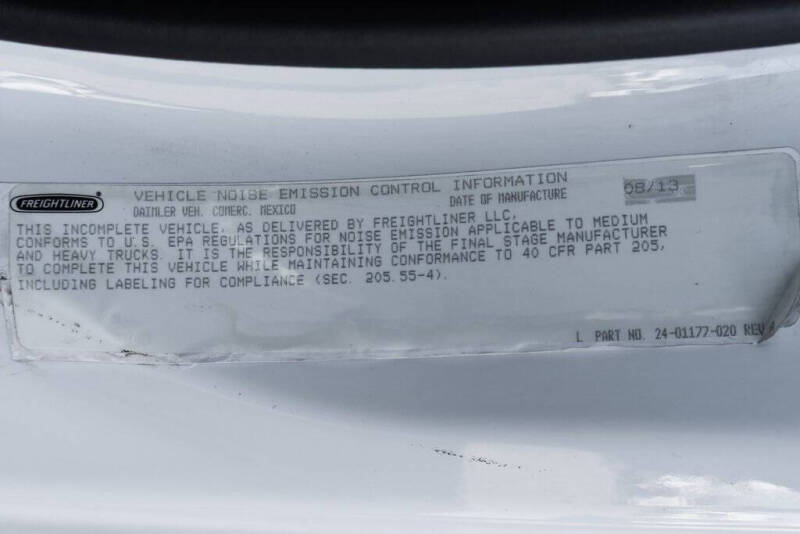 FREIGHTLINER
VEHICLE NOISE EMISSION CONTROL INFORMATION
DAIMLER VEH. COMERC. MEXICO DATE OF MANUFACTURE 08/13
THIS INCOMPLETE VEHICLE, AS DELIVERED BY FREIGHTLINER LLC,
CONFORMS TO U.S. EPA REGULATIONS FOR NOISE EMISSION APPLICABLE TO MEDIUM
AND HEAVY TRUCKS. IT IS THE RESPONSIBILITY OF THE FINAL STAGE MANUFACTURER
TO COMPLETE THIS VEHICLE WHILE MAINTAINING CONFORMANCE TO 40 CFR PART 205,
INCLUDING LABELING FOR COMPLIANCE (SEC. 205.55-4).
L PART NO. 24-01177-020 REV